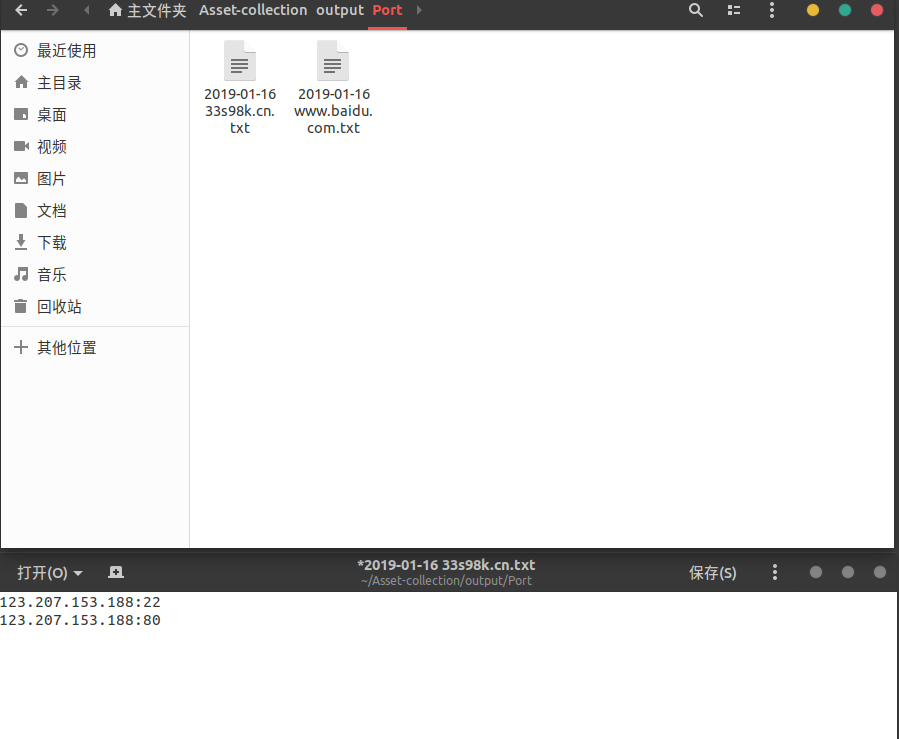 主文件夹 Asset-collection output Port
最近使用
主目录
桌面
视频
图片
文档
下载
音乐
回收站
其他位置
2019-01-16
33s98k.cn.
txt
2019-01-16
www.baidu.
com.txt
打开(O)
*2019-01-16 33s98k.cn.txt
~/Asset-collection/output/Port
保存(S)
123.207.153.188:22
123.207.153.188:80